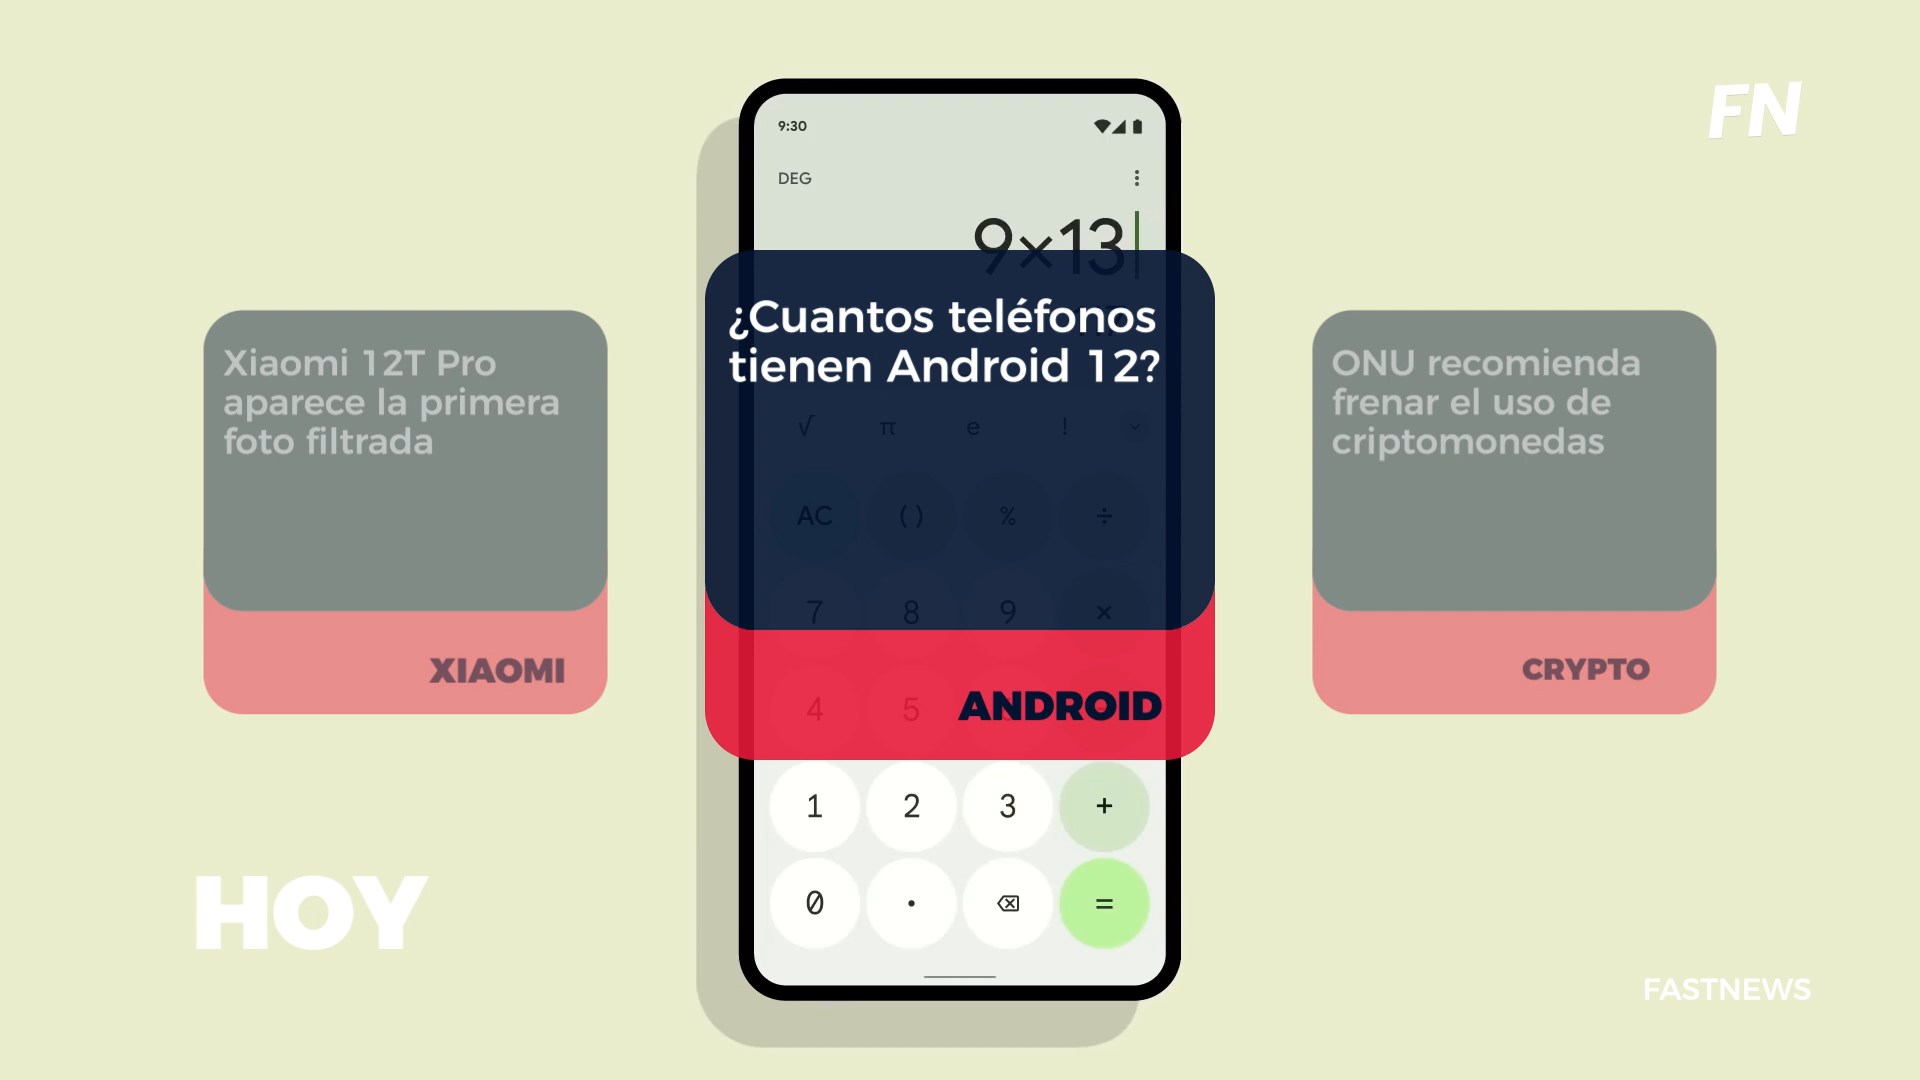 FN
9:30
DEG
9×13
¿Cuantos teléfonos
tienen Android 12?
Xiaomi 12T Pro
aparece la primera
foto filtrada
ONU recomienda
frenar el uso de
criptomonedas
√ π e !
AC ( ) % ÷
7 8 9 ×
XIAOMI
4 5
ANDROID
CRYPTO
1 2 3 +
0 . =
HOY
FASTNEWS